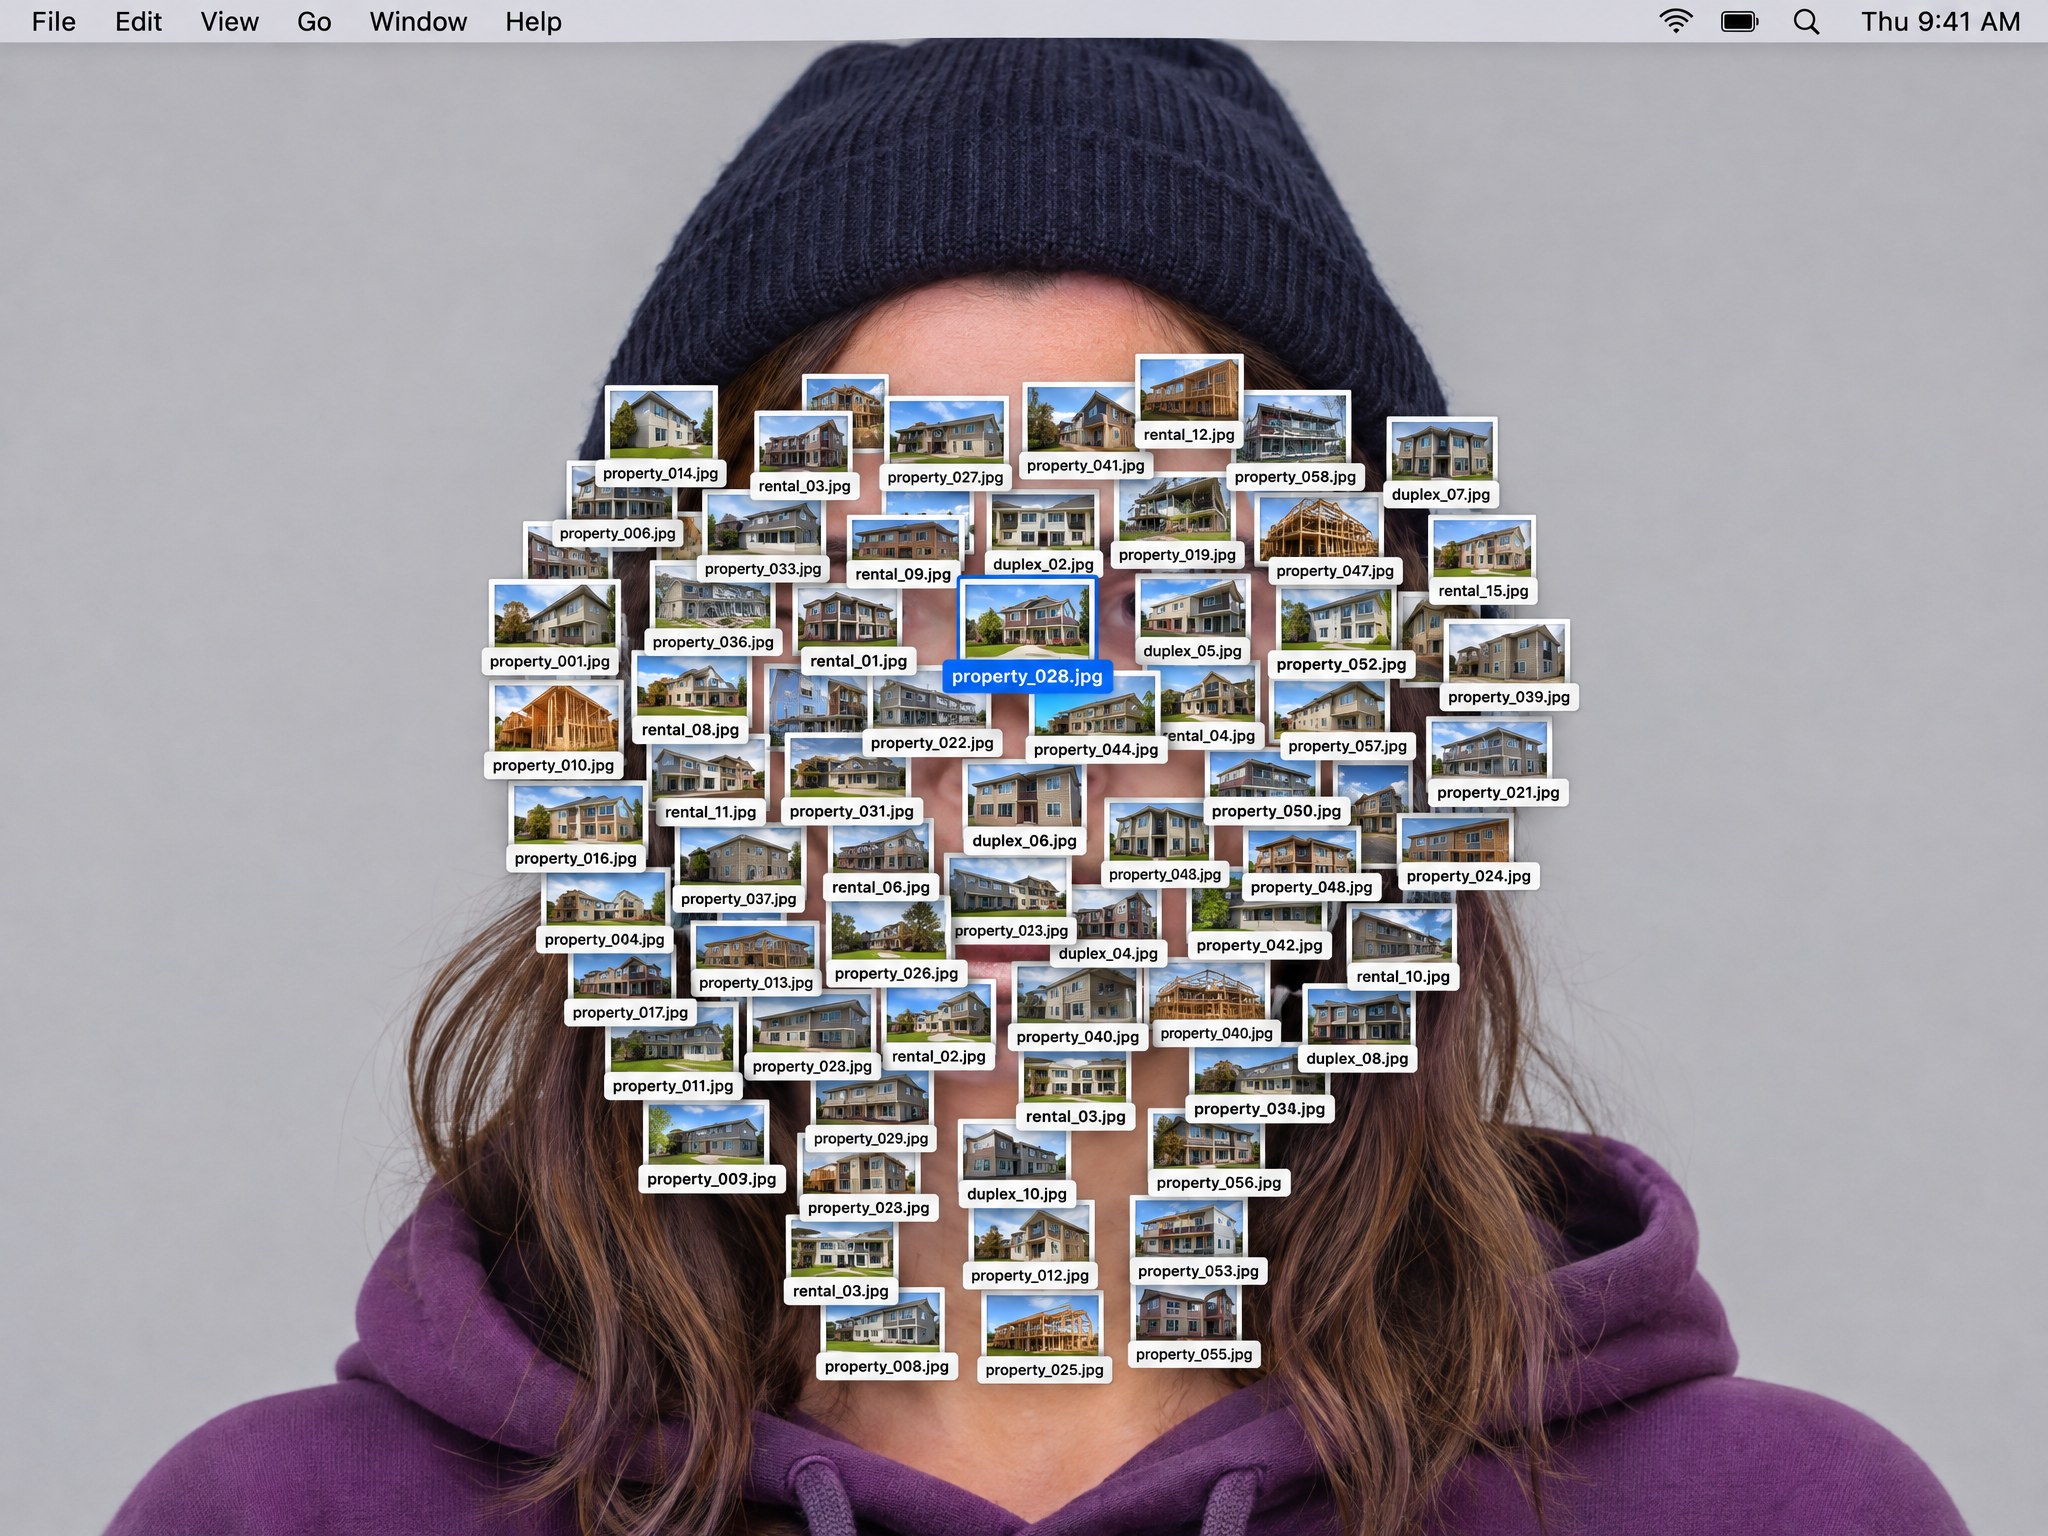 File Edit View Go Window Help Thu 9:41 AM
rental_12.jpg
property_041.jpg
property_014.jpg
property_027.jpg
property_058.jpg
rental_03.jpg
duplex_07.jpg
property_006.jpg
property_019.jpg
duplex_02.jpg
property_033.jpg
property_047.jpg
rental_09.jpg
rental_15.jpg
property_036.jpg
duplex_05.jpg
property_001.jpg
rental_01.jpg
property_052.jpg
property_028.jpg
property_039.jpg
rental_08.jpg
rental_04.jpg
property_022.jpg
property_057.jpg
property_044.jpg
property_010.jpg
property_021.jpg
rental_11.jpg
property_031.jpg
property_050.jpg
duplex_06.jpg
property_016.jpg
property_048.jpg
property_024.jpg
rental_06.jpg
property_048.jpg
property_037.jpg
property_023.jpg
property_004.jpg
property_042.jpg
duplex_04.jpg
property_026.jpg
rental_10.jpg
property_013.jpg
property_017.jpg
property_040.jpg
property_040.jpg
rental_02.jpg
duplex_08.jpg
property_023.jpg
property_011.jpg
property_034.jpg
rental_03.jpg
property_029.jpg
property_003.jpg
property_056.jpg
duplex_10.jpg
property_023.jpg
property_053.jpg
property_012.jpg
rental_03.jpg
property_055.jpg
property_008.jpg
property_025.jpg